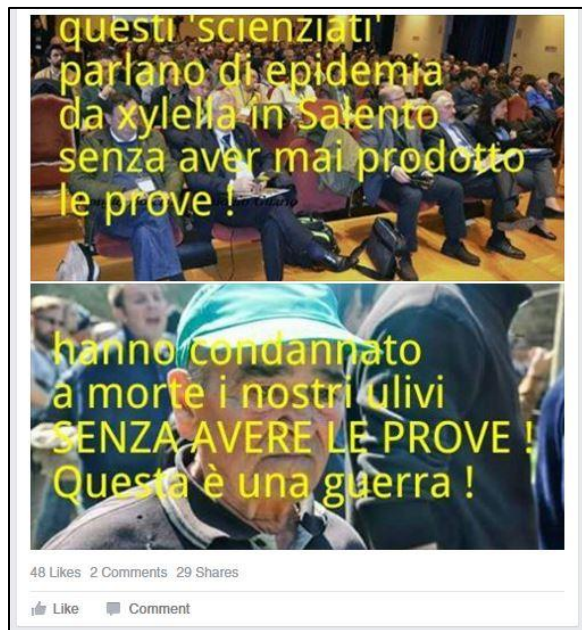 questi 'scienziati'
parlano di epidemia
da xylella in Salento
senza aver mai prodotto
le prove !
hanno condannato
a morte i nostri ulivi
SENZA AVERE LE PROVE !
Questa è una guerra !
48 Likes 2 Comments 29 Shares
Like Comment